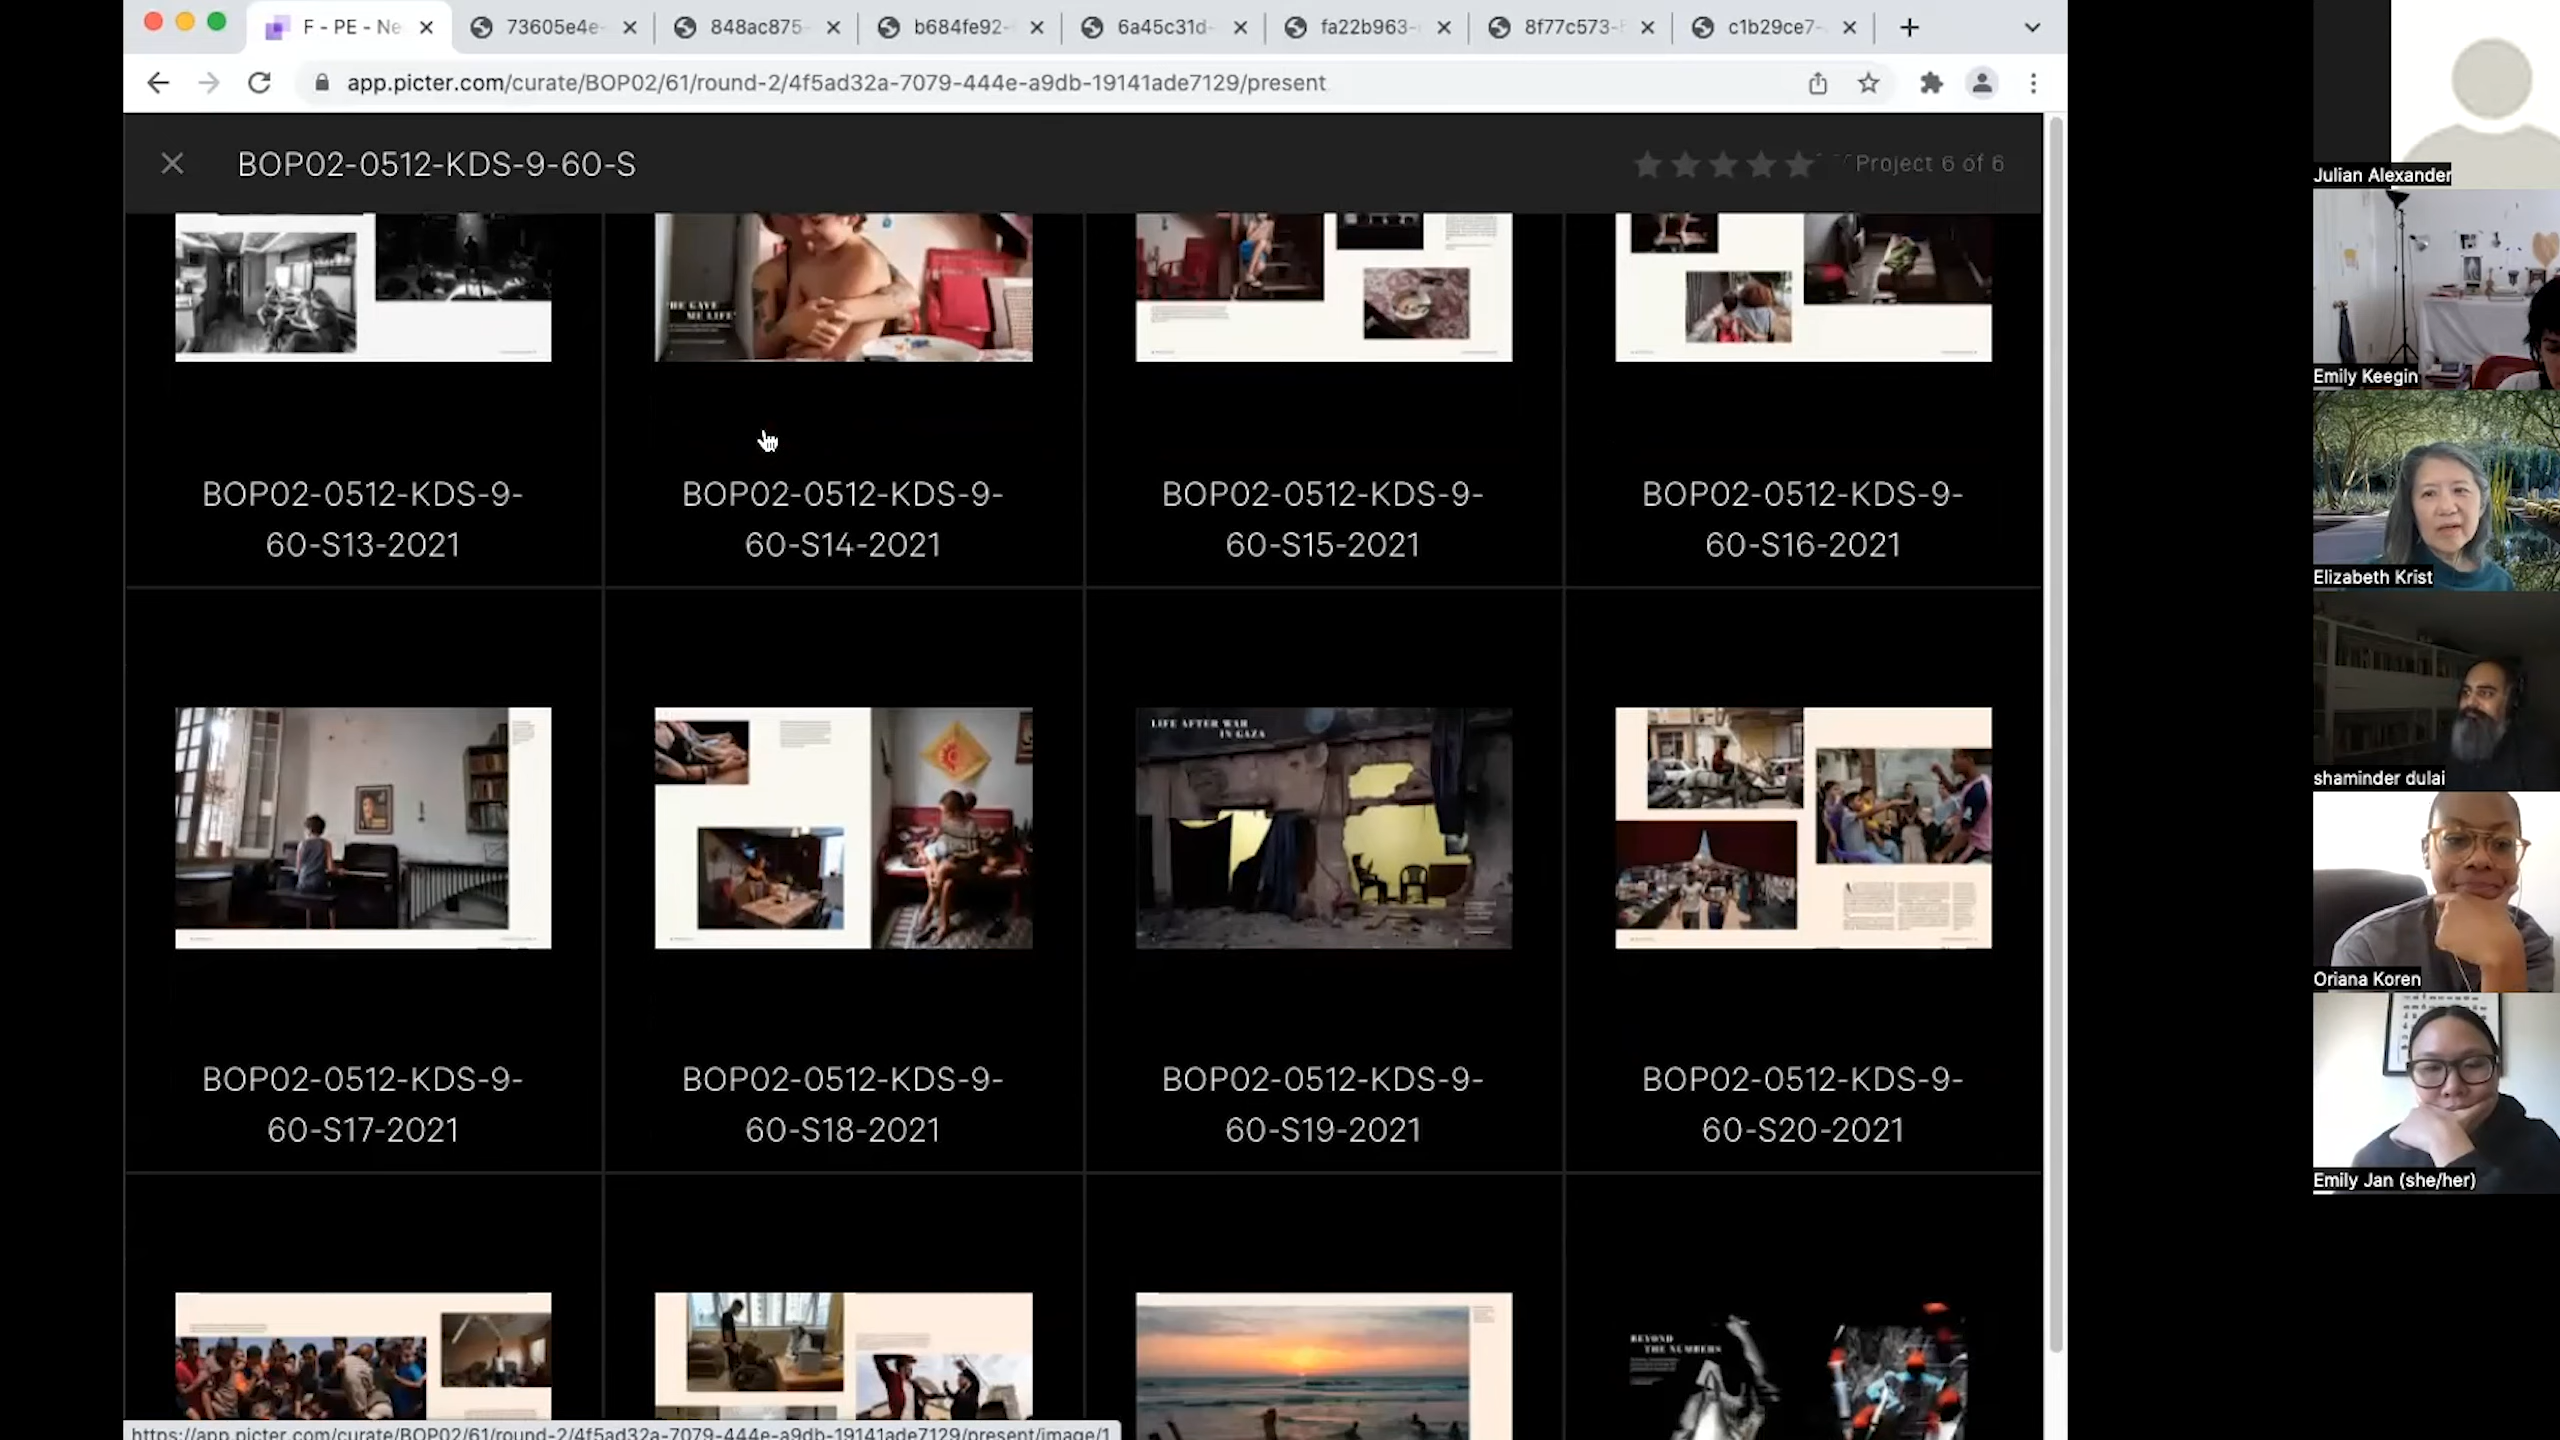 F - PE - Ne
73605e4e-
848ac875-
b684fe92-
6a45c31d-
fa22b963-
8f77c573-
c1b29ce7-
app.picter.com/curate/BOP02/61/round-2/4f5ad32a-7079-444e-a9db-19141ade7129/present
BOP02-0512-KDS-9-60-S
Project 6 of 6
ME LIFE
BOP02-0512-KDS-9-
60-S13-2021
BOP02-0512-KDS-9-
60-S14-2021
BOP02-0512-KDS-9-
60-S15-2021
BOP02-0512-KDS-9-
60-S16-2021
LIFE AFTER WAR
IN GAZA
BOP02-0512-KDS-9-
60-S17-2021
BOP02-0512-KDS-9-
60-S18-2021
BOP02-0512-KDS-9-
60-S19-2021
BOP02-0512-KDS-9-
60-S20-2021
BEYOND
THE NUMBERS
https://app.picter.com/curate/BOP02/61/round-2/4f5ad32a-7079-444e-a9db-19141ade7129/present/image/1
Julian Alexander
Emily Keegin
Elizabeth Krist
shaminder dulai
Oriana Koren
Emily Jan (she/her)